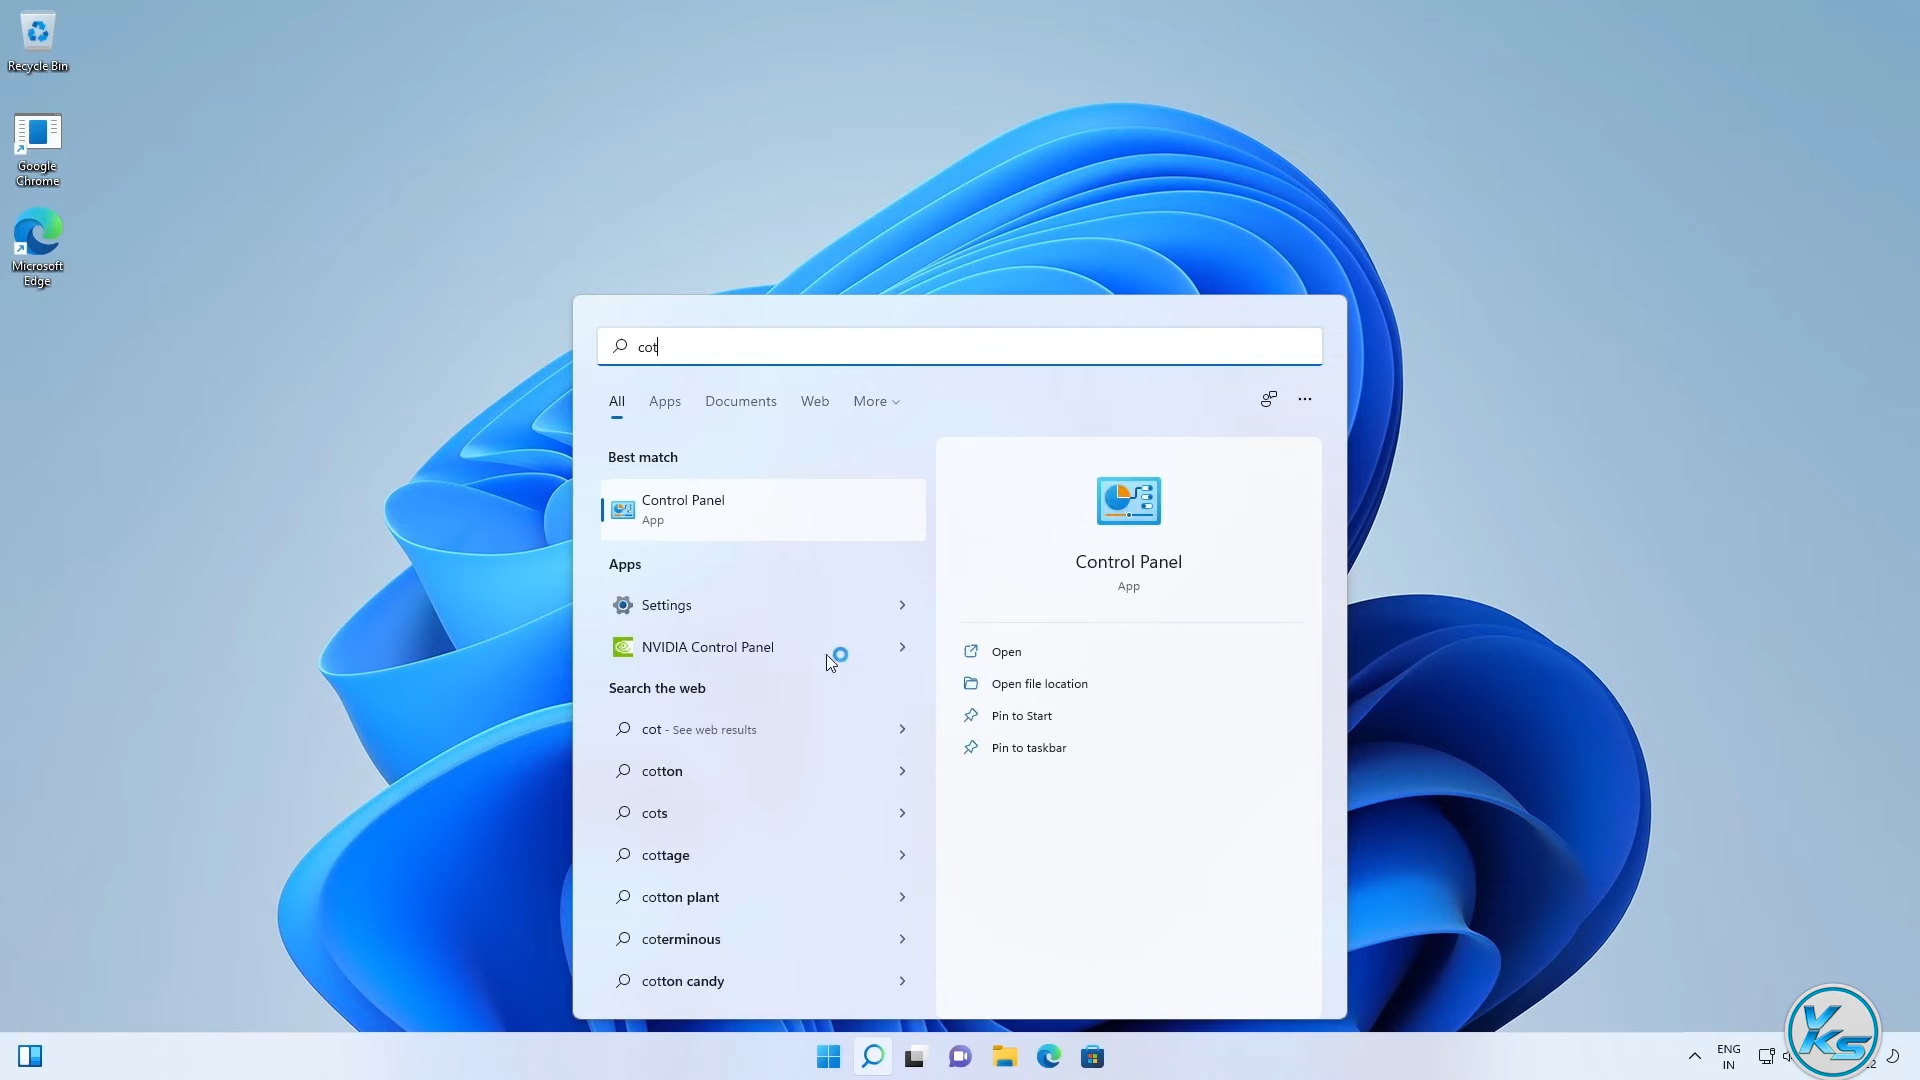 Recycle Bin
Google
Chrome
Microsoft
Edge
cot
All Apps Documents Web More
Best match
Control Panel
App
Apps
Settings
NVIDIA Control Panel
Search the web
cot - See web results
cotton
cots
cottage
cotton plant
coterminous
cotton candy
Control Panel
App
Open
Open file location
Pin to Start
Pin to taskbar
ENG
IN
VKS